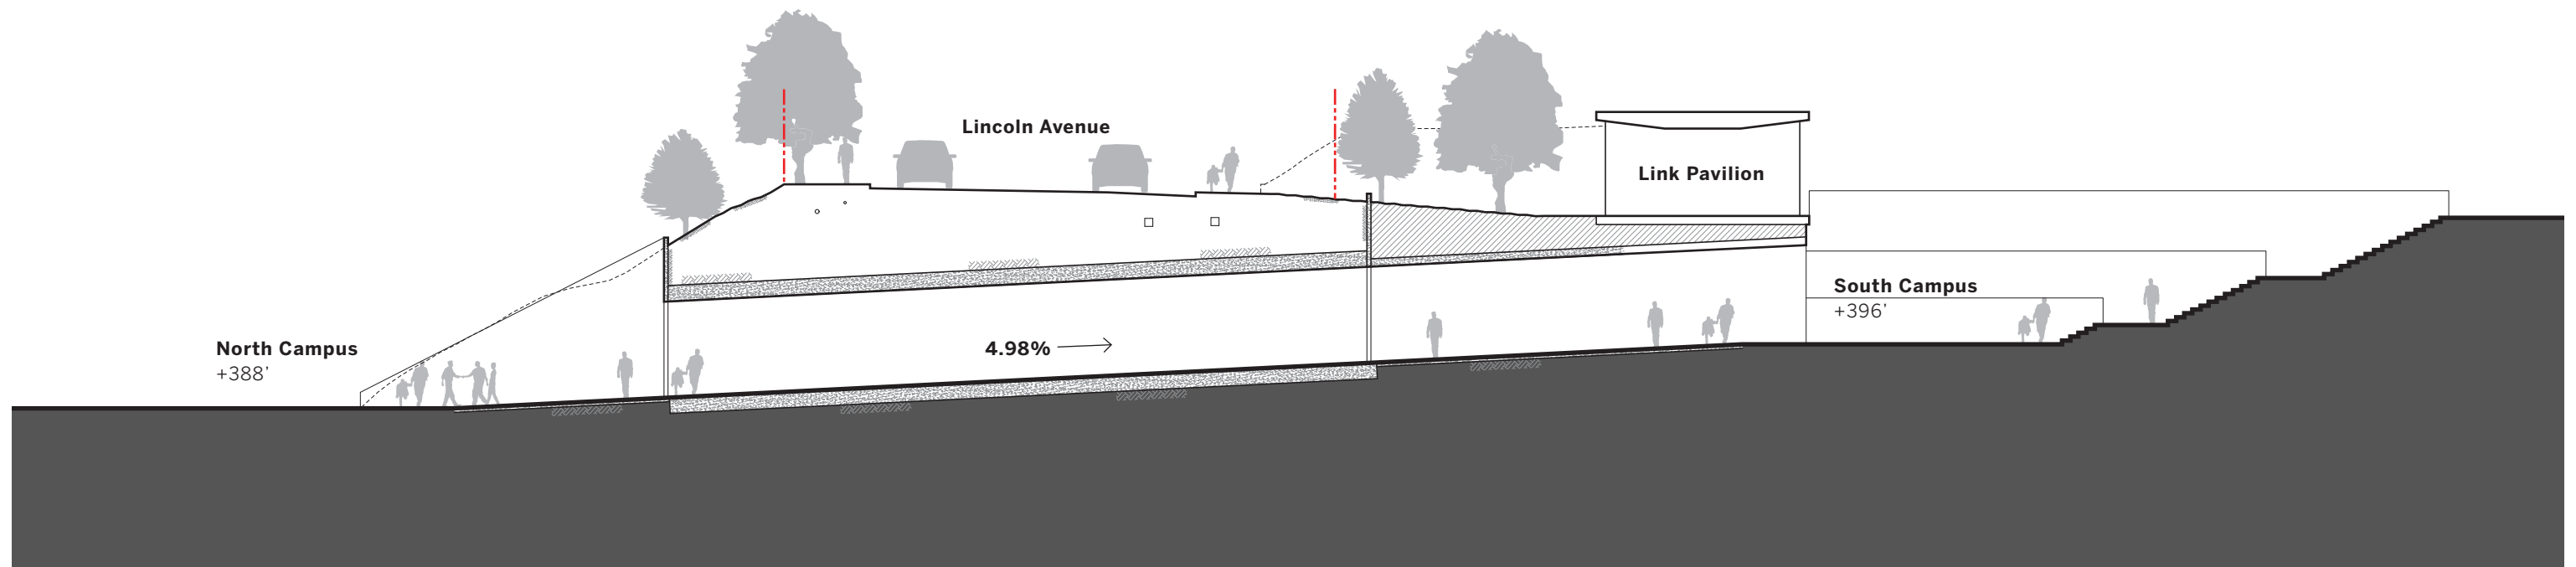 Lincoln Avenue
Link Pavilion
South Campus
+396’
North Campus
+388’
4.98%